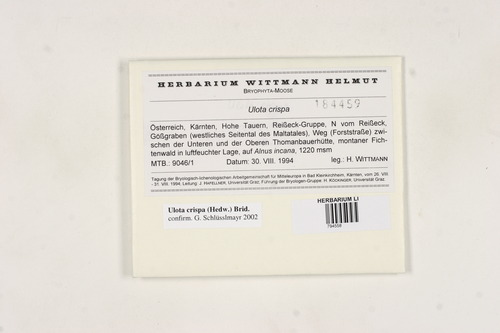 HERBARIUM WITTMANN HELMUT
BRYOPHYTA-MOOSE
Ulota crispa 184459
Österreich, Kärnten, Hohe Tauern, Reißeck-Gruppe, N vom Reißeck,
Gößgraben (westliches Seitental des Maltatales), Weg (Forststraße) zwi-
schen der Unteren und der Oberen Thomanbauerhütte, montaner Fich-
tenwald in luftfeuchter Lage, auf Alnus incana, 1220 msm
MTB.: 9046/1 Datum: 30. VIII. 1994 leg.: H. WITTMANN
Tagung der Bryologisch-lichenologischen Arbeitsgemeinschaft für Mitteleuropa in Bad Kleinkirchheim, Kärnten, vom 26. VIII
- 31. VIII. 1994; Leitung: J. HAFELLNER, Universität Graz; Führung der Bryologen-Gruppe: H. KÖCKINGER, Universität Graz
Ulota crispa (Hedw.) Brid.
confirm. G. Schlüsslmayr 2002
HERBARIUM LI
794558